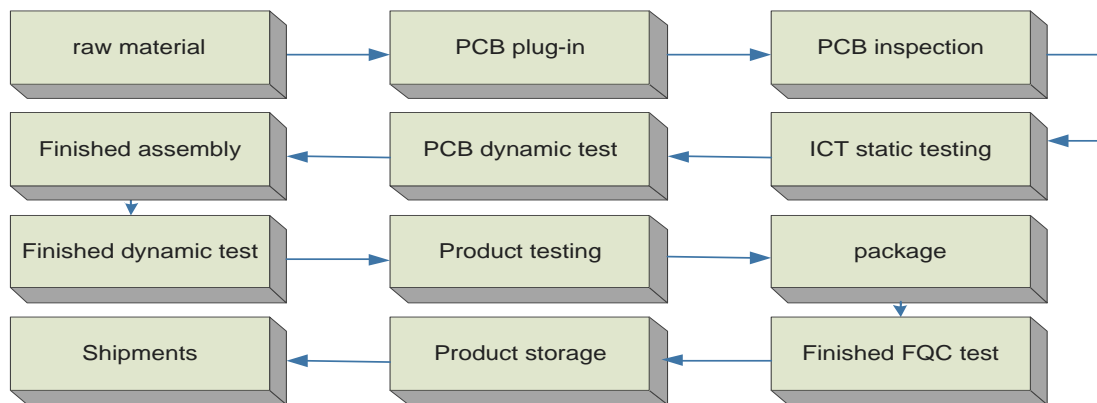 raw material
PCB plug-in
PCB inspection
ICT static testing
PCB dynamic test
Finished assembly
Finished dynamic test
Product testing
package
Finished FQC test
Product storage
Shipments